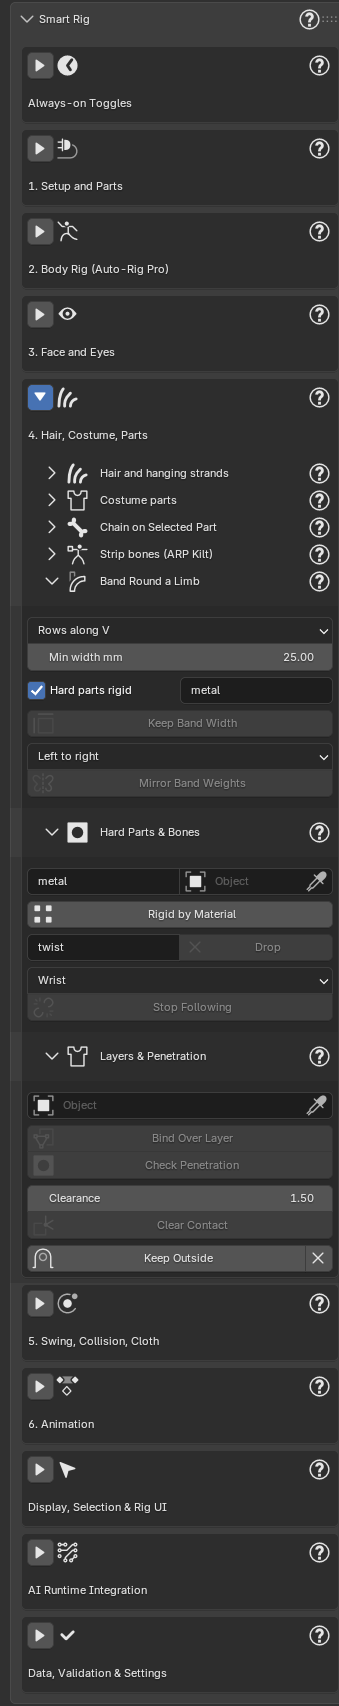 Smart Rig
Always-on Toggles
1. Setup and Parts
2. Body Rig (Auto-Rig Pro)
3. Face and Eyes
4. Hair, Costume, Parts
Hair and hanging strands
Costume parts
Chain on Selected Part
Strip bones (ARP Kilt)
Band Round a Limb
Rows along V
Min width mm 25.00
Hard parts rigid metal
Keep Band Width
Left to right
Mirror Band Weights
Hard Parts & Bones
metal Object
Rigid by Material
twist Drop
Wrist
Stop Following
Layers & Penetration
Object
Bind Over Layer
Check Penetration
Clearance 1.50
Clear Contact
Keep Outside
5. Swing, Collision, Cloth
6. Animation
Display, Selection & Rig UI
AI Runtime Integration
Data, Validation & Settings